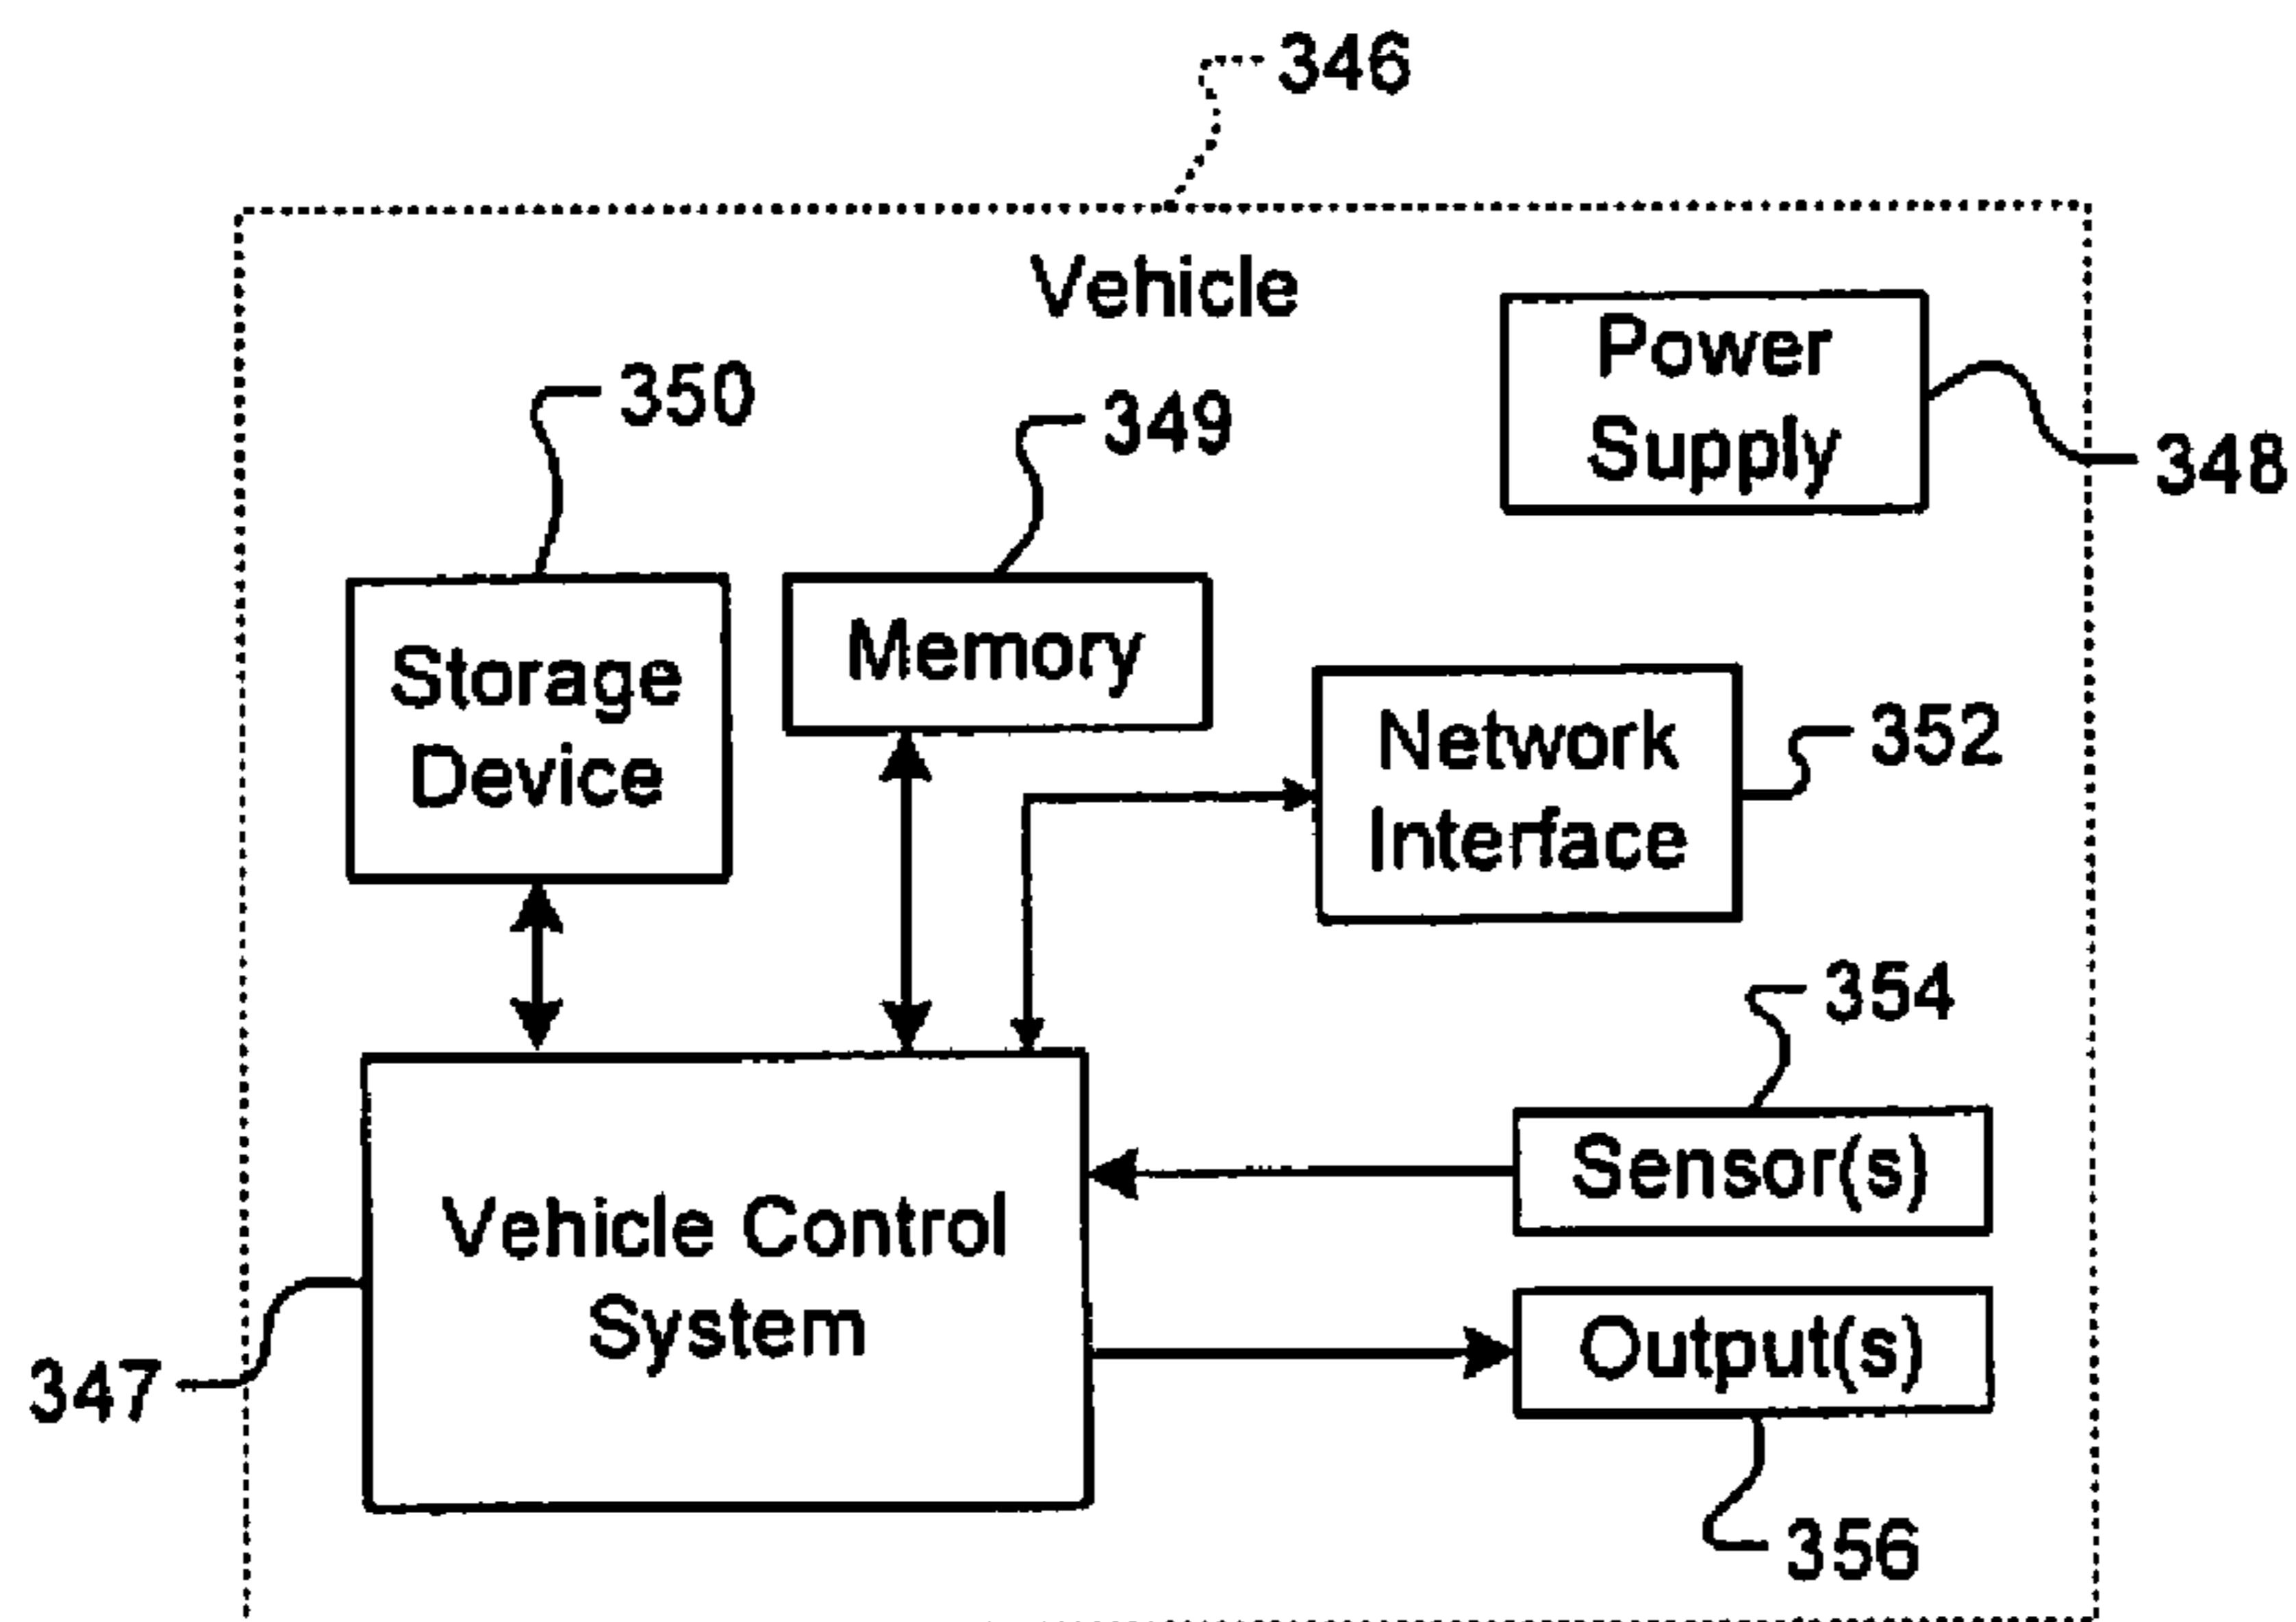 346
Vehicle
Power
Supply
348
350
349
Storage
Device
Memory
Network
Interface
352
354
Sensor(s)
Vehicle Control
System
Output(s)
347
356